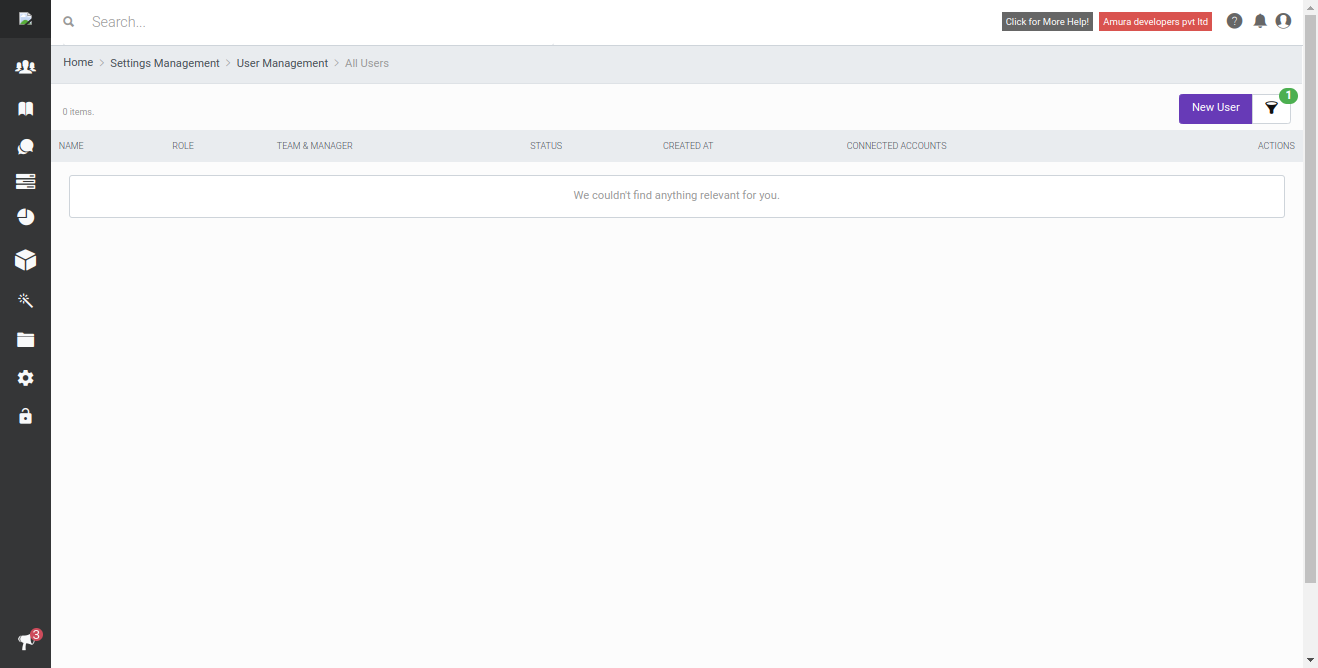 Search...
Click for More Help!
Amura developers pvt ltd
?
Home > Settings Management > User Management > All Users
0 items.
New User
1
NAME ROLE TEAM & MANAGER STATUS CREATED AT CONNECTED ACCOUNTS ACTIONS
We couldn't find anything relevant for you.
3